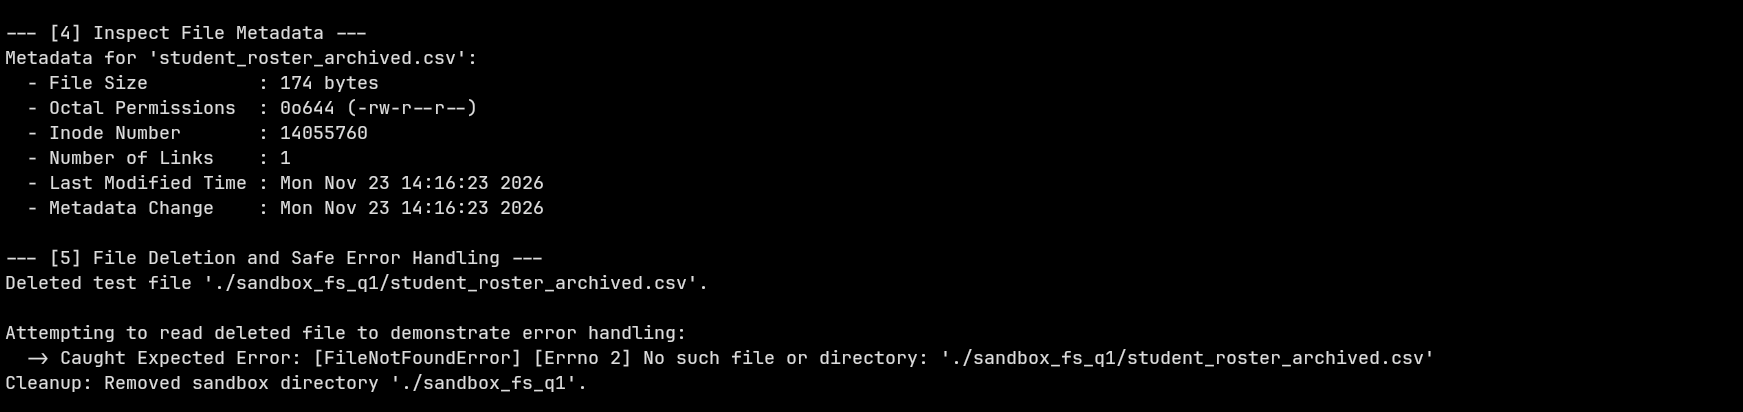 --- [4] Inspect File Metadata ---
Metadata for 'student_roster_archived.csv':
  - File Size          : 174 bytes
  - Octal Permissions  : 0o644 (-rw-r--r--)
  - Inode Number       : 14055760
  - Number of Links    : 1
  - Last Modified Time : Mon Nov 23 14:16:23 2026
  - Metadata Change    : Mon Nov 23 14:16:23 2026

--- [5] File Deletion and Safe Error Handling ---
Deleted test file './sandbox_fs_q1/student_roster_archived.csv'.

Attempting to read deleted file to demonstrate error handling:
  -> Caught Expected Error: [FileNotFoundError] [Errno 2] No such file or directory: './sandbox_fs_q1/student_roster_archived.csv'
Cleanup: Removed sandbox directory './sandbox_fs_q1'.